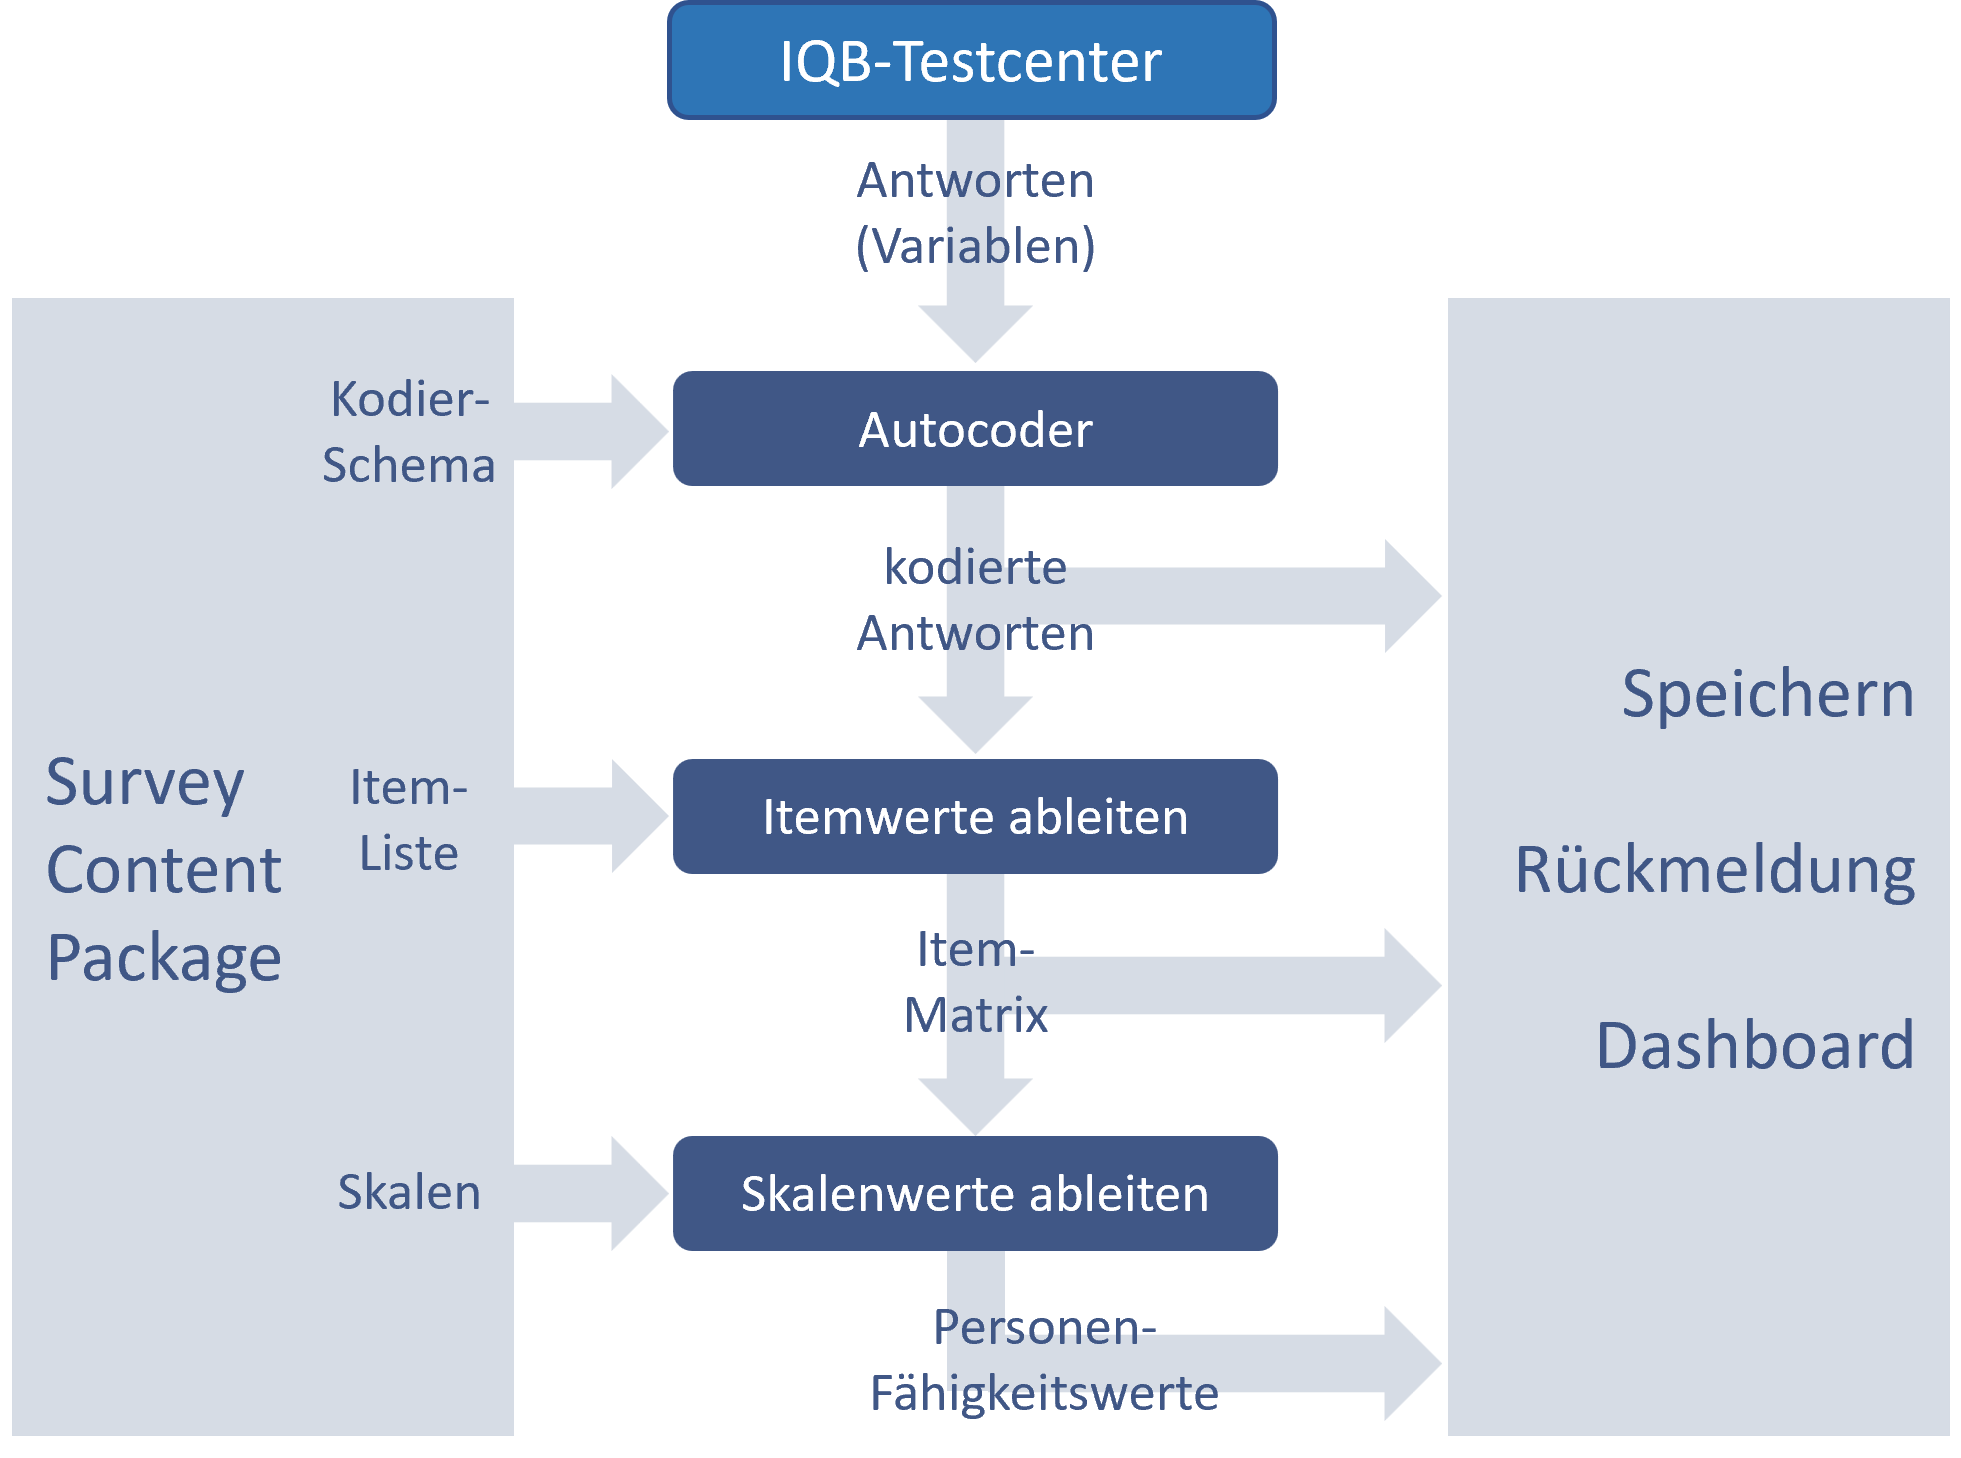 IQB-Testcenter
Antworten
(Variablen)
Kodier-
Schema
Autocoder
kodierte
Antworten
Survey
Content
Package
Item-
Liste
Itemwerte ableiten
Item-
Matrix
Skalen
Skalenwerte ableiten
Personen-
Fähigkeitswerte
Speichern
Rückmeldung
Dashboard